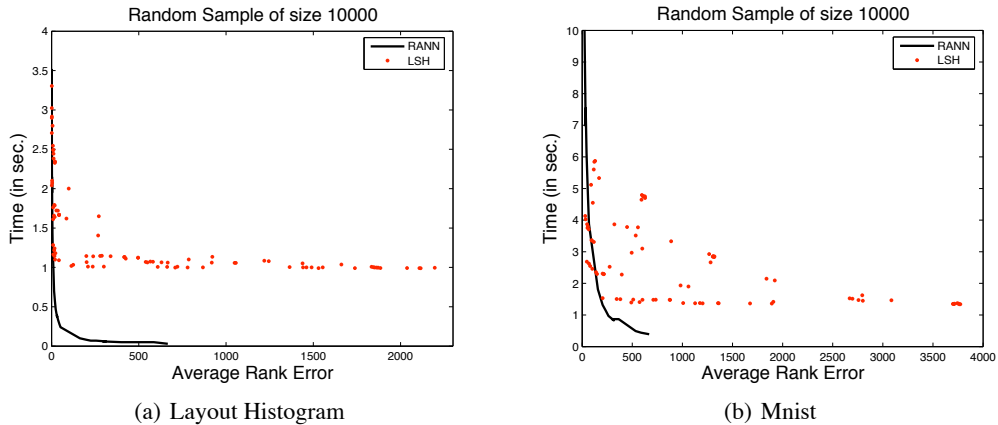 Random Sample of size 10000
4
3.5
3
2.5
2
1.5
1
0.5
0
Time (in sec.)
RANN
LSH
0 500 1000 1500 2000
Average Rank Error
(a) Layout Histogram
Random Sample of size 10000
10
9
8
7
6
5
4
3
2
1
0
Time (in sec.)
RANN
LSH
0 500 1000 1500 2000 2500 3000 3500 4000
Average Rank Error
(b) Mnist